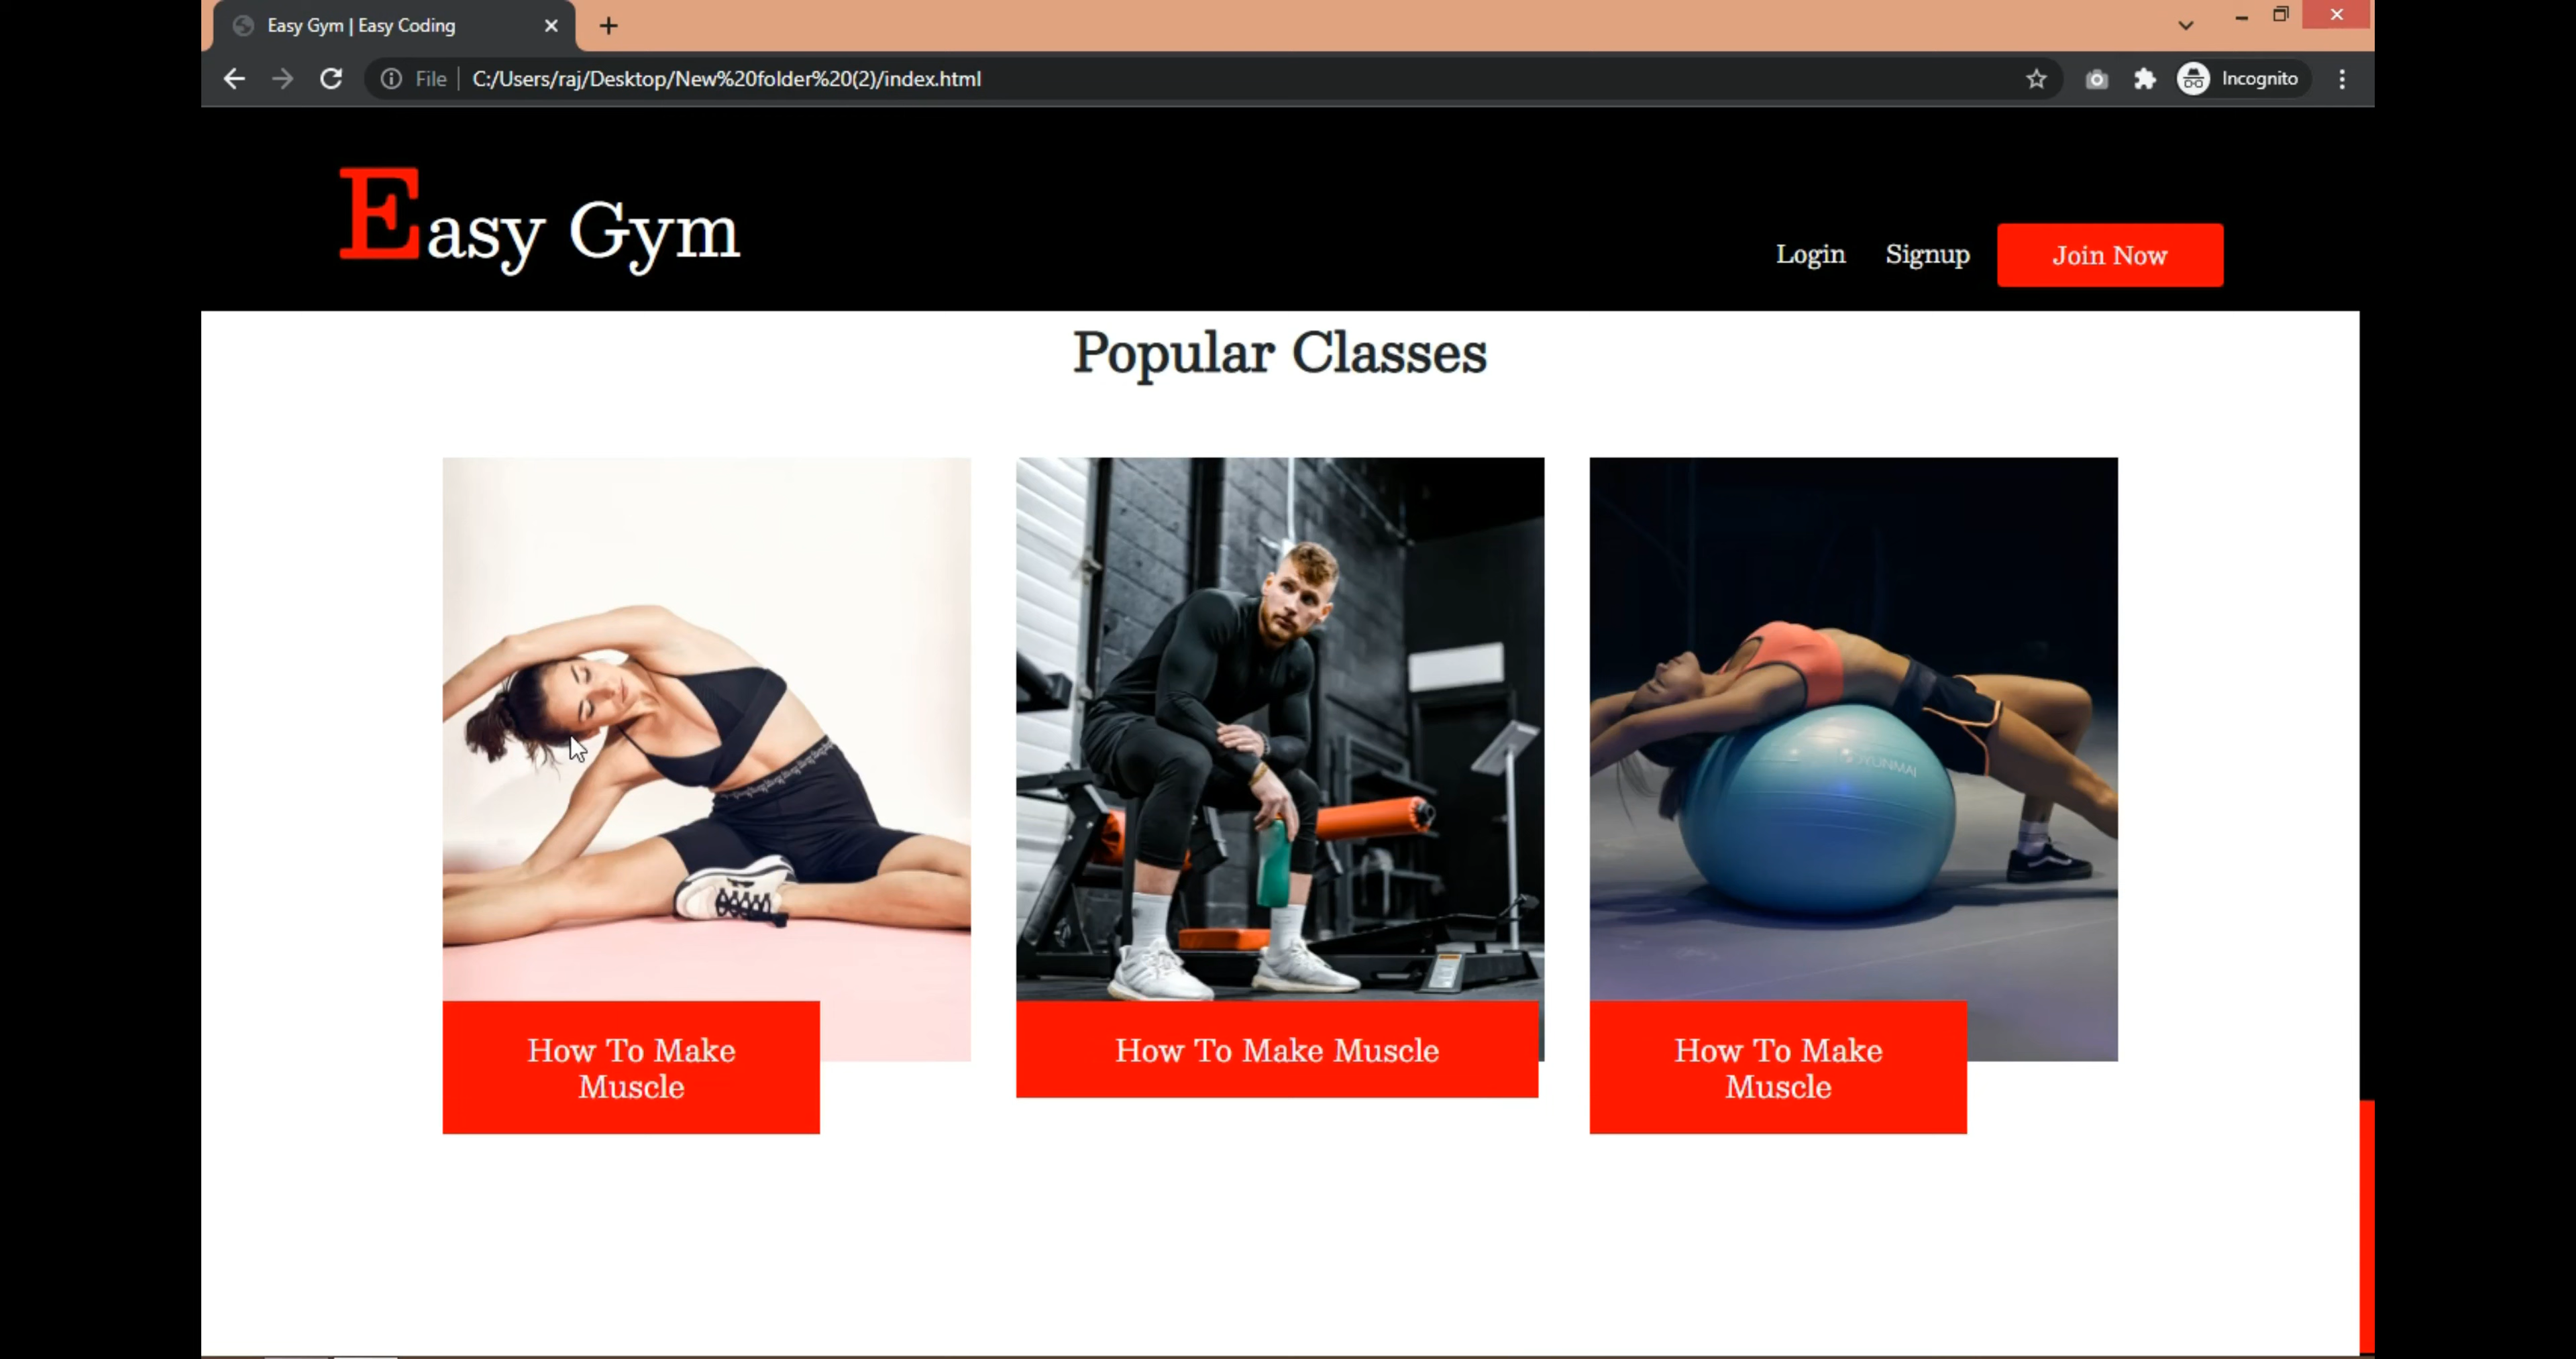 Easy Gym | Easy Coding
File C:/Users/raj/Desktop/New%20folder%20(2)/index.html
Incognito
Easy Gym
Login Signup Join Now
Popular Classes
YUNMAI
How To Make
Muscle
How To Make Muscle
How To Make
Muscle